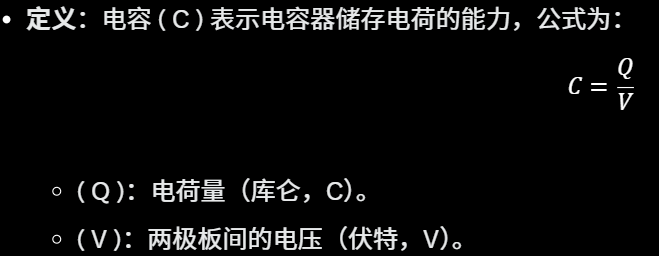 • 定义：电容 ( C ) 表示电容器储存电荷的能力，公式为：
C = Q/V
○ ( Q )：电荷量（库仑，C）。
○ ( V )：两极板间的电压（伏特，V）。